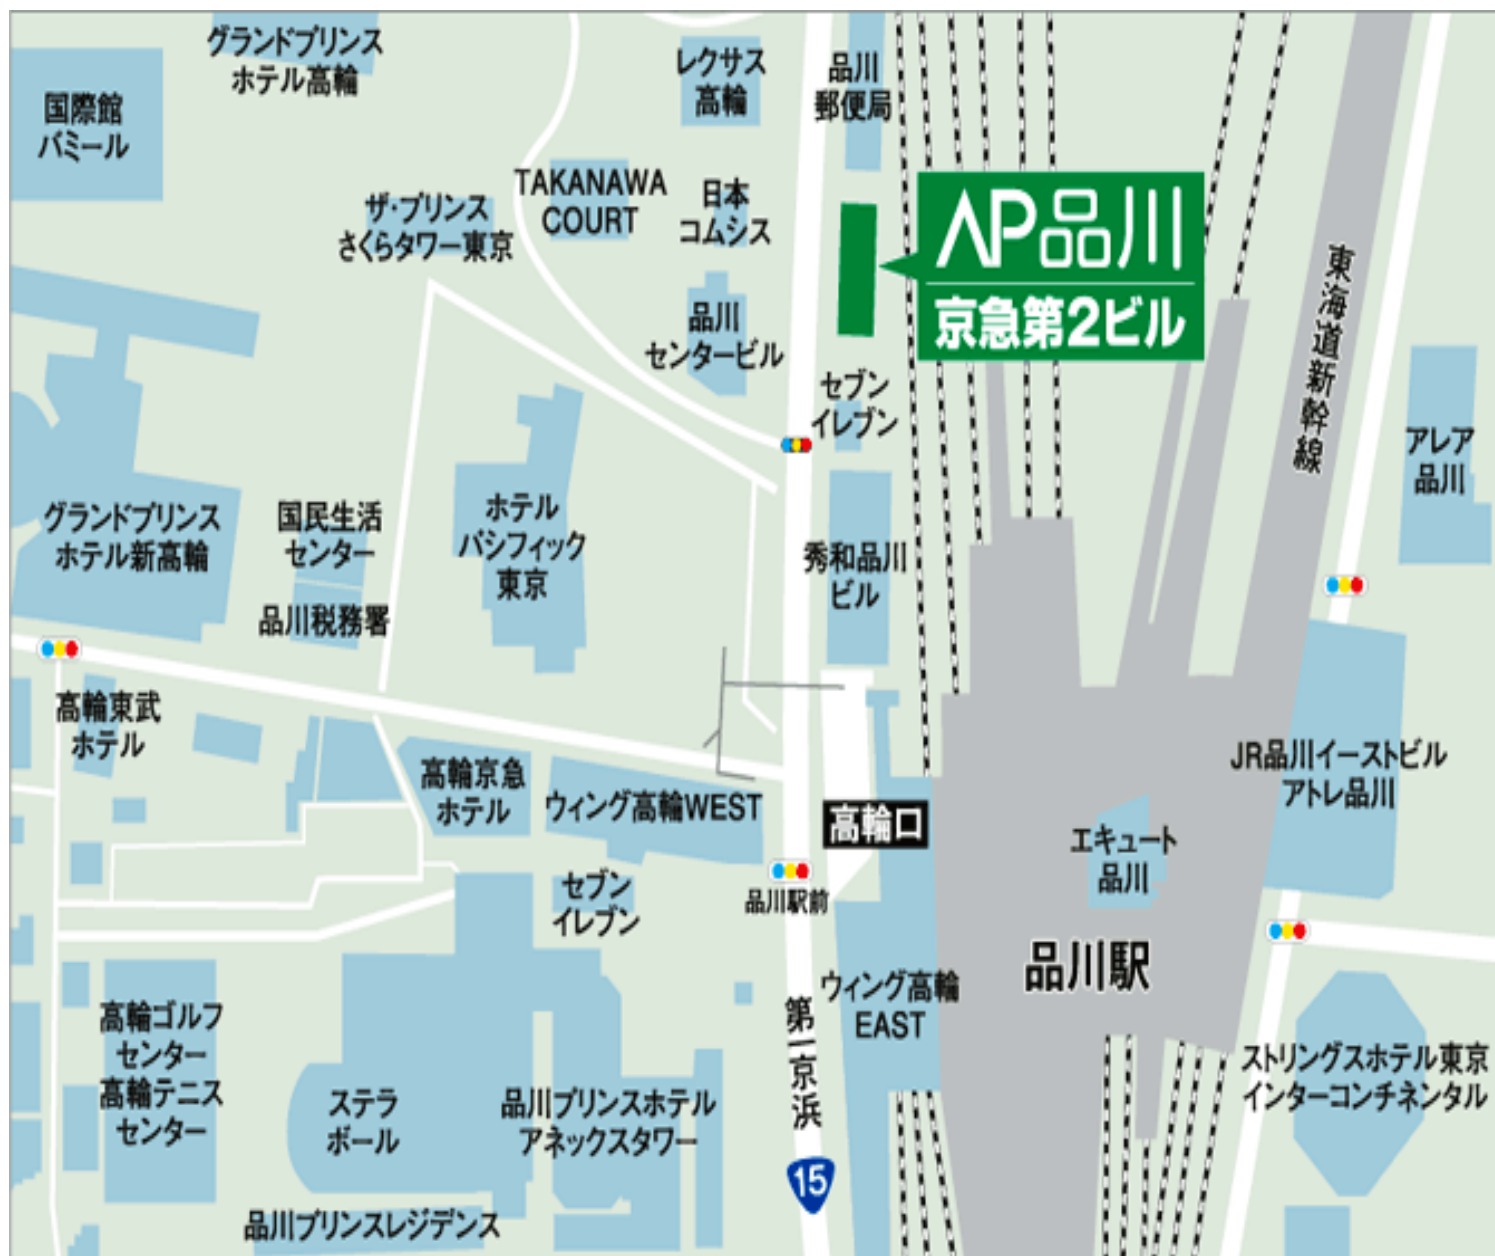 グランドプリンス
ホテル高輪
レクサス
高輪
品川
郵便局
国際館
パミール
TAKANAWA
COURT
日本
コムシス
ザ・プリンス
さくらタワー東京
AP品川
京急第2ビル
東海道新幹線
品川
センタービル
セブン
イレブン
アレア
品川
グランドプリンス
ホテル新高輪
国民生活
センター
ホテル
パシフィック
東京
秀和品川
ビル
品川税務署
高輪東武
ホテル
高輪京急
ホテル
ウィング高輪WEST
高輪口
JR品川イーストビル
アトレ品川
エキュート
品川
セブン
イレブン
品川駅前
品川駅
ウィング高輪
EAST
第一京浜
15
高輪ゴルフ
センター
高輪テニス
センター
ステラ
ボール
品川プリンスホテル
アネックスタワー
ストリングスホテル東京
インターコンチネンタル
品川プリンスレジデンス